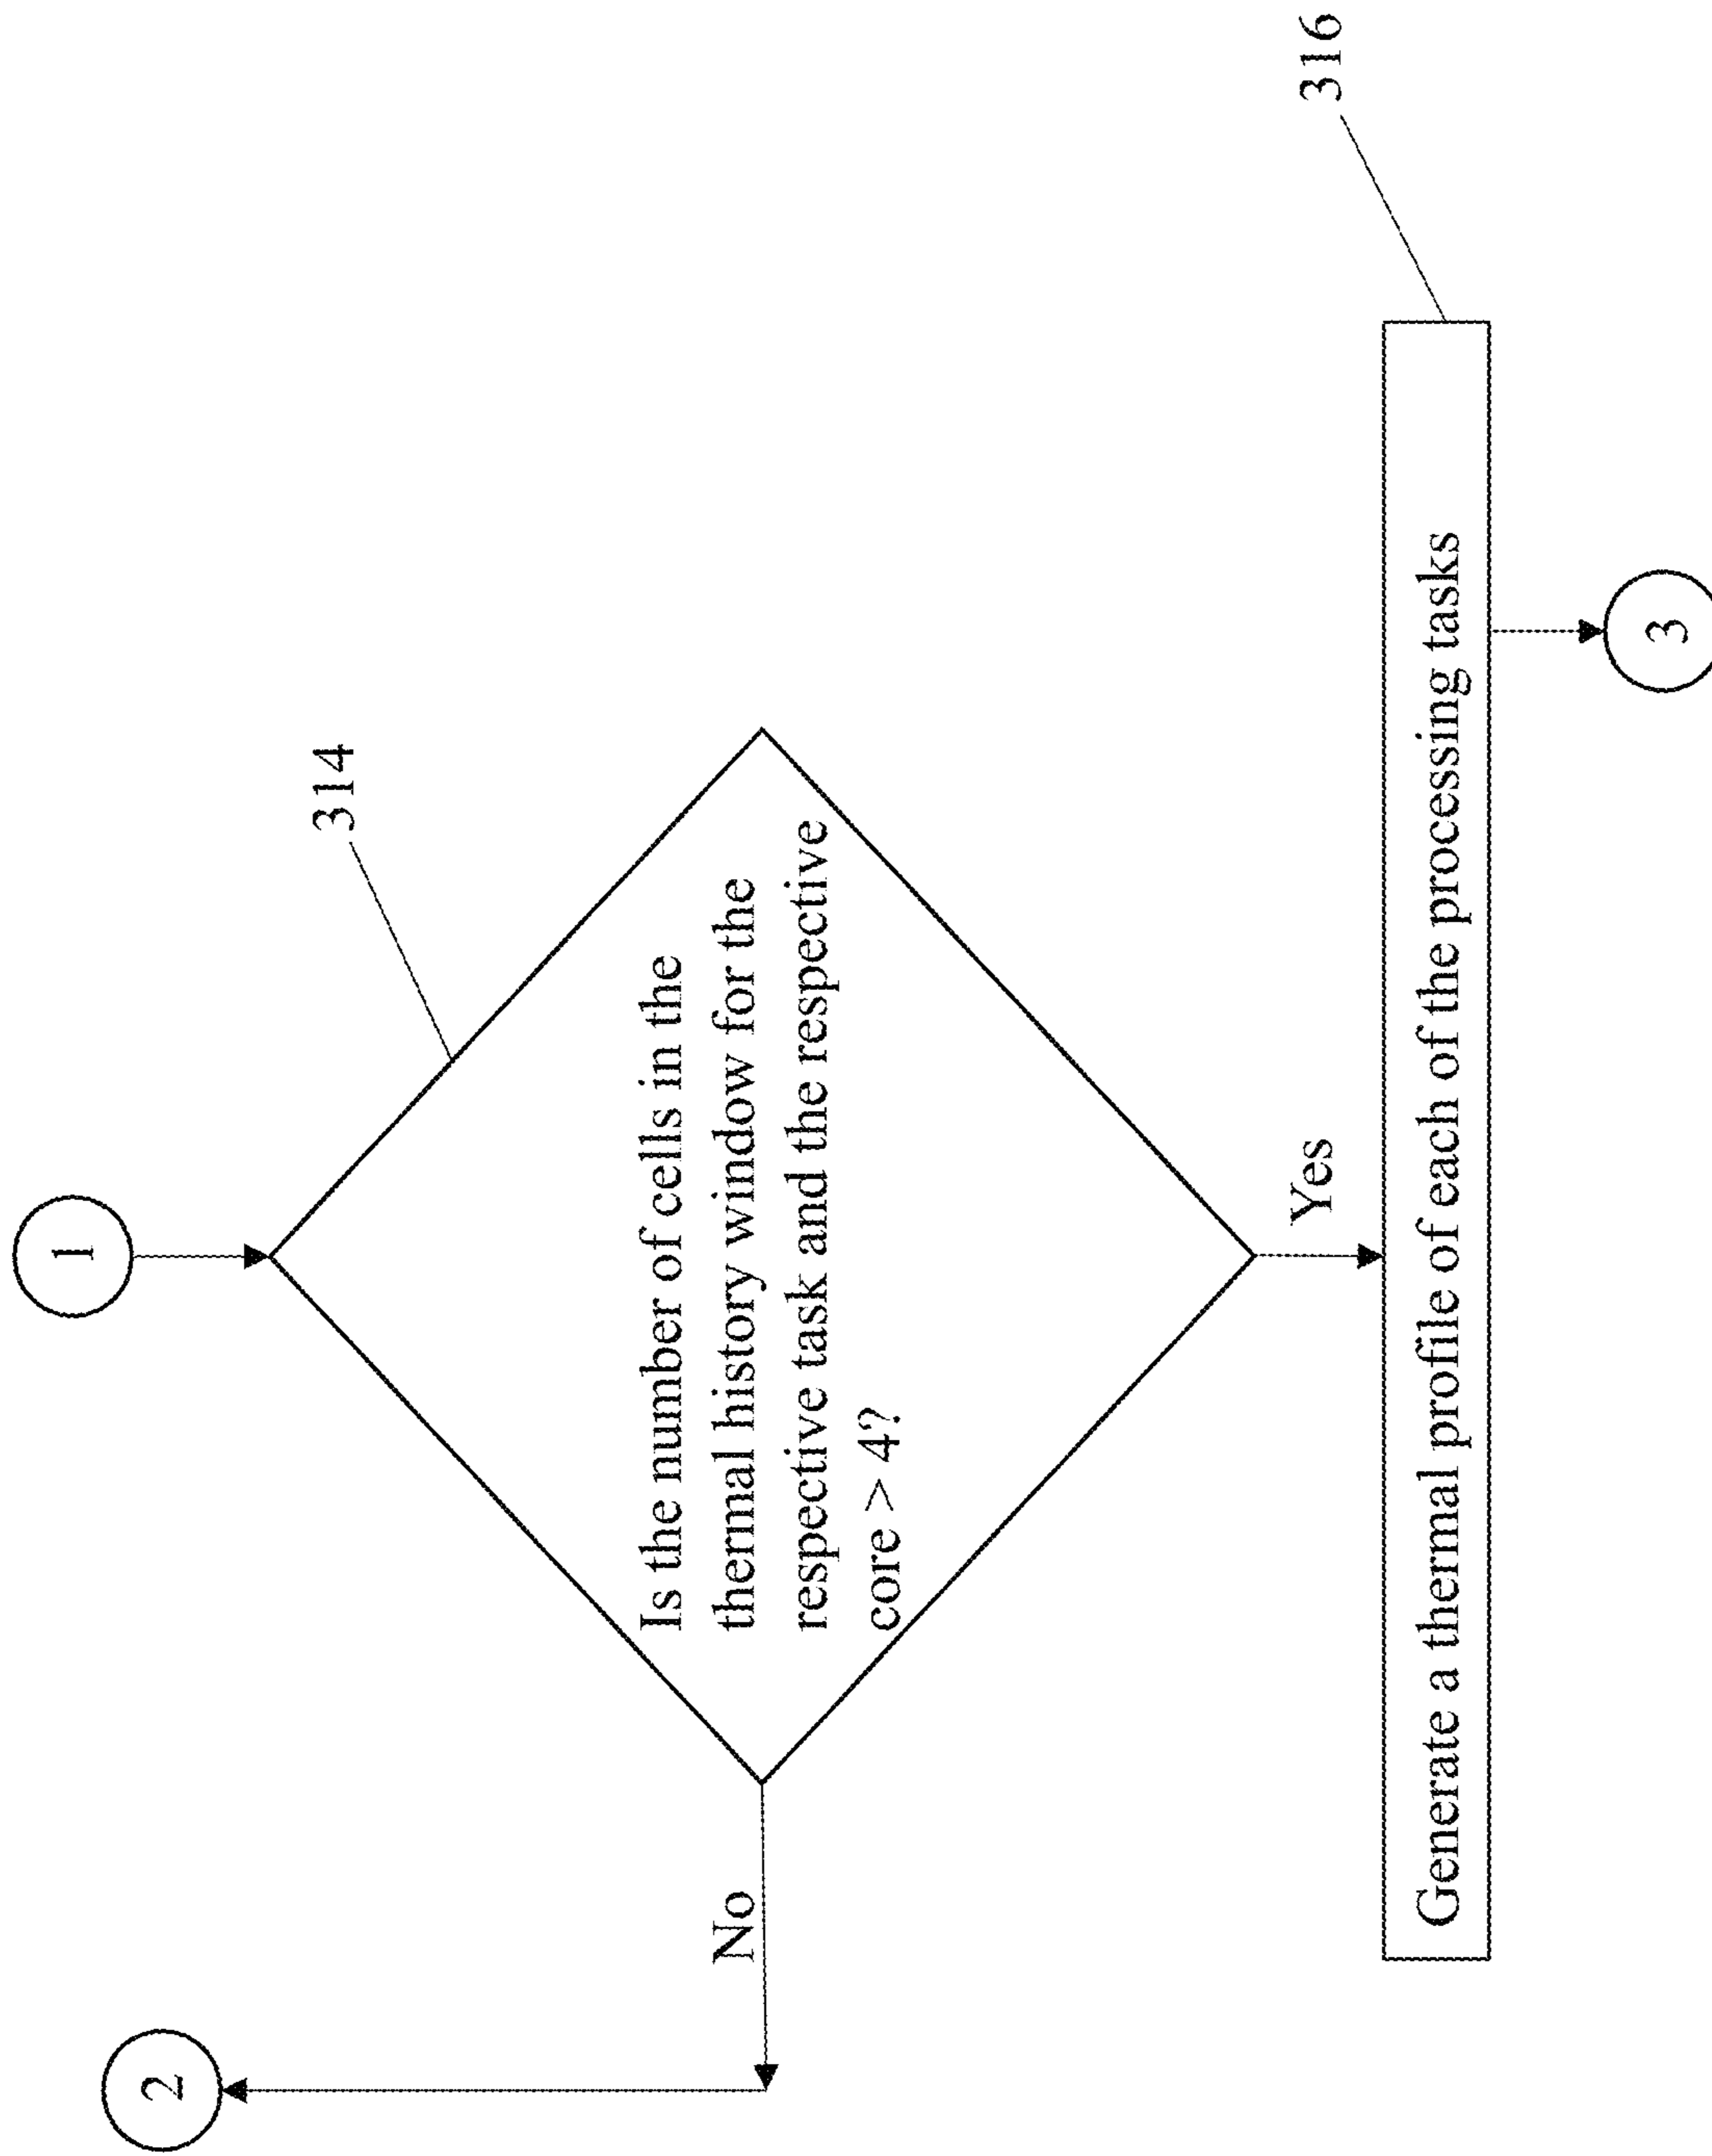 1
314
Is the number of cells in the
thermal history window for the
respective task and the respective
core > 4?
No
2
Yes
316
Generate a thermal profile of each of the processing tasks
3